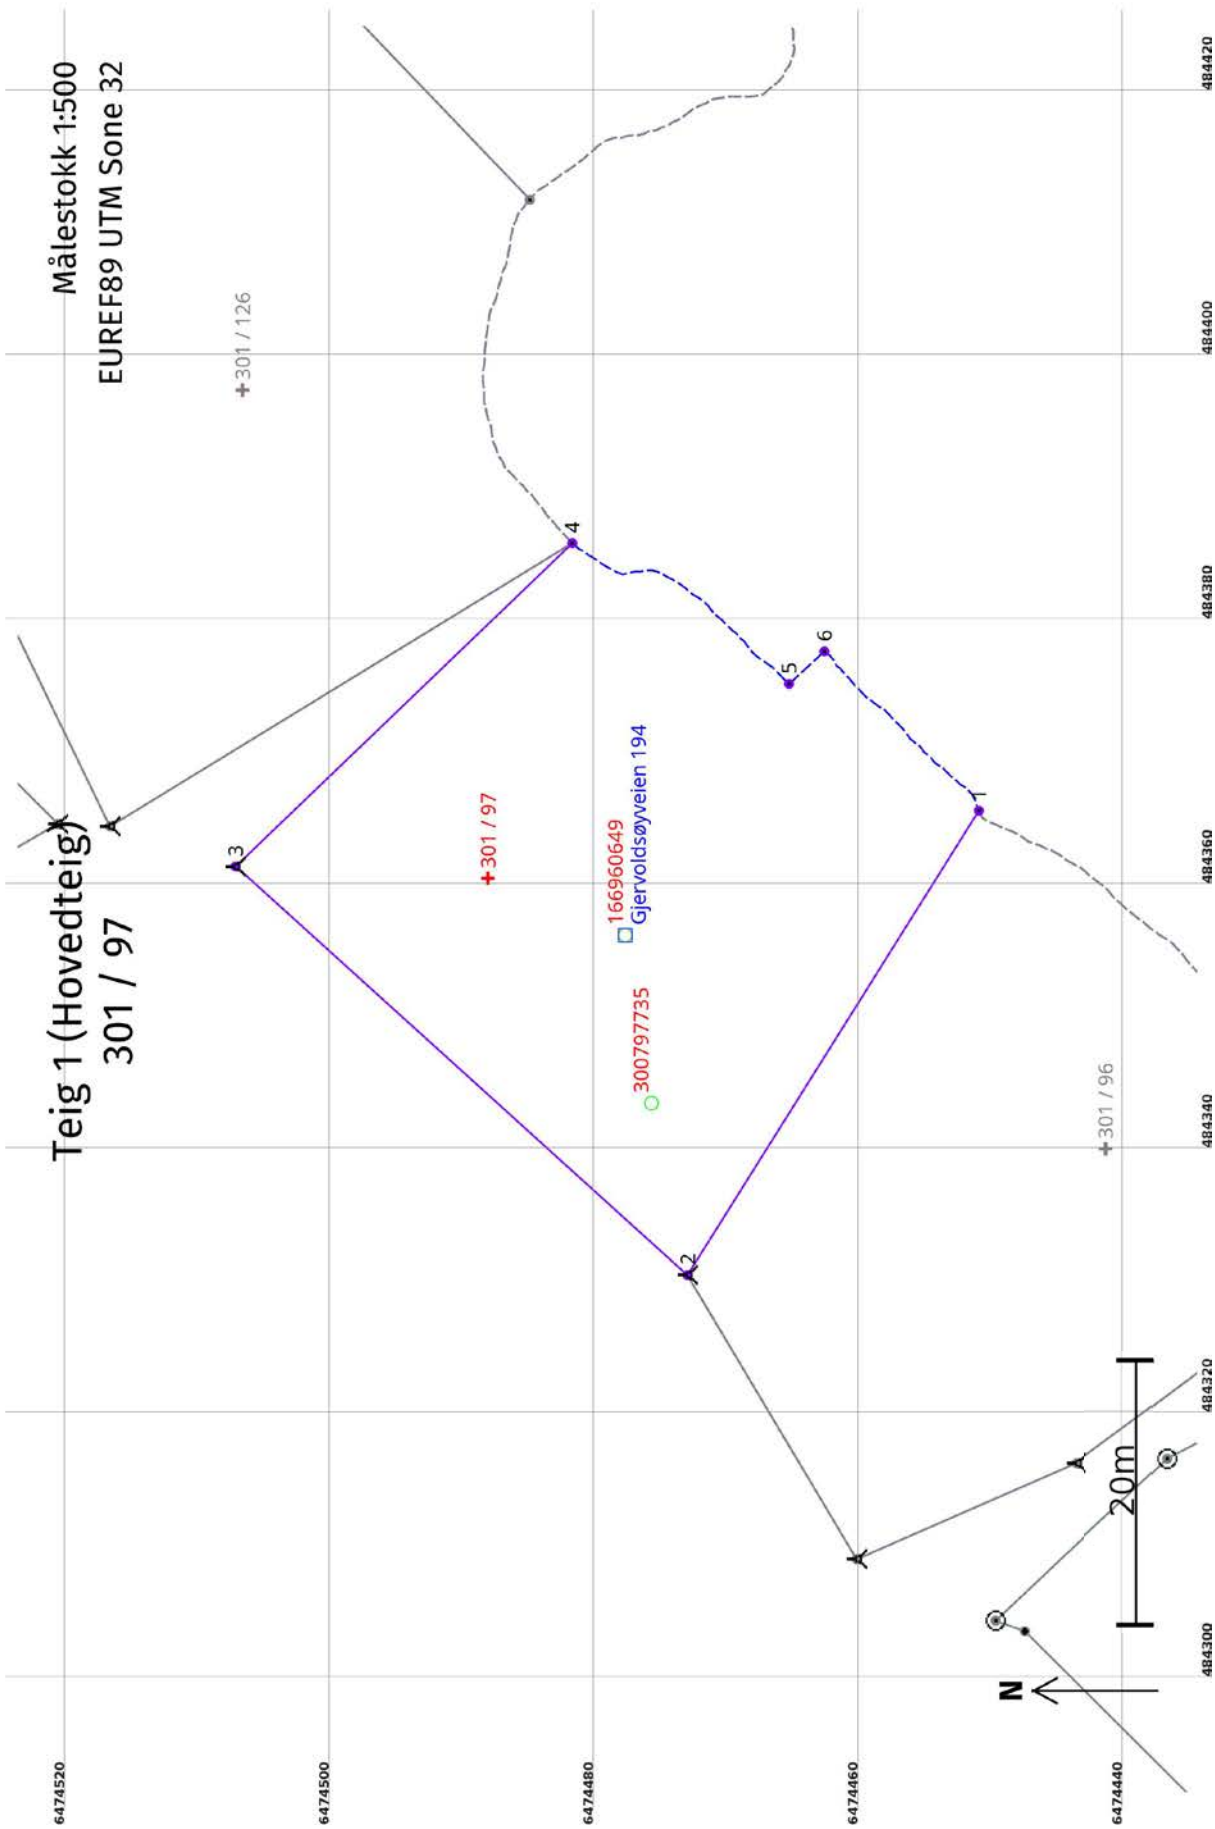 Teig 1 (Hovedteig)
301 / 97
Målestokk 1:500
EUREF89 UTM Sone 32
301 / 126
3
4
301 / 97
166960649
Gjervoldsøyveien 194
300797735
5
6
2
1
301 / 96
20m
N
6474520
6474500
6474480
6474460
6474440
484300
484320
484340
484360
484380
484400
484420